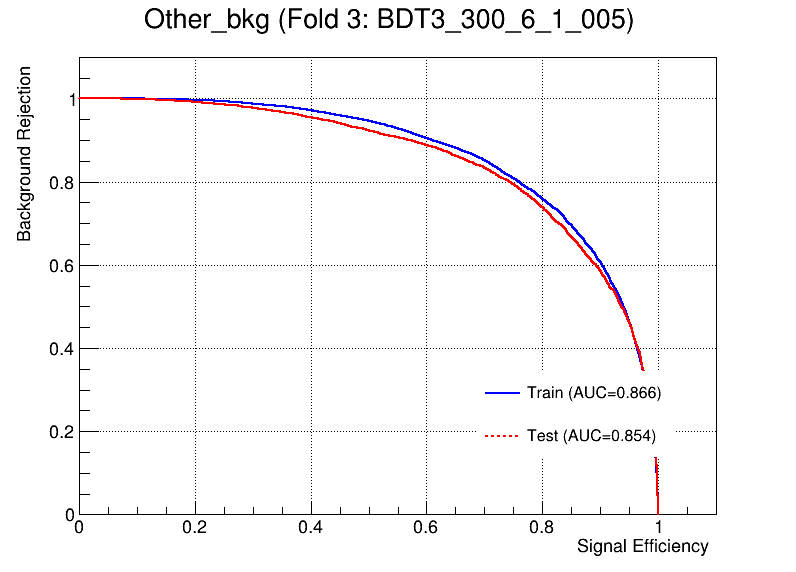 Other_bkg (Fold 3: BDT3_300_6_1_005)
Background Rejection
1
0.8
0.6
0.4
0.2
0
Train (AUC=0.866)
Test (AUC=0.854)
0 0.2 0.4 0.6 0.8 1
Signal Efficiency